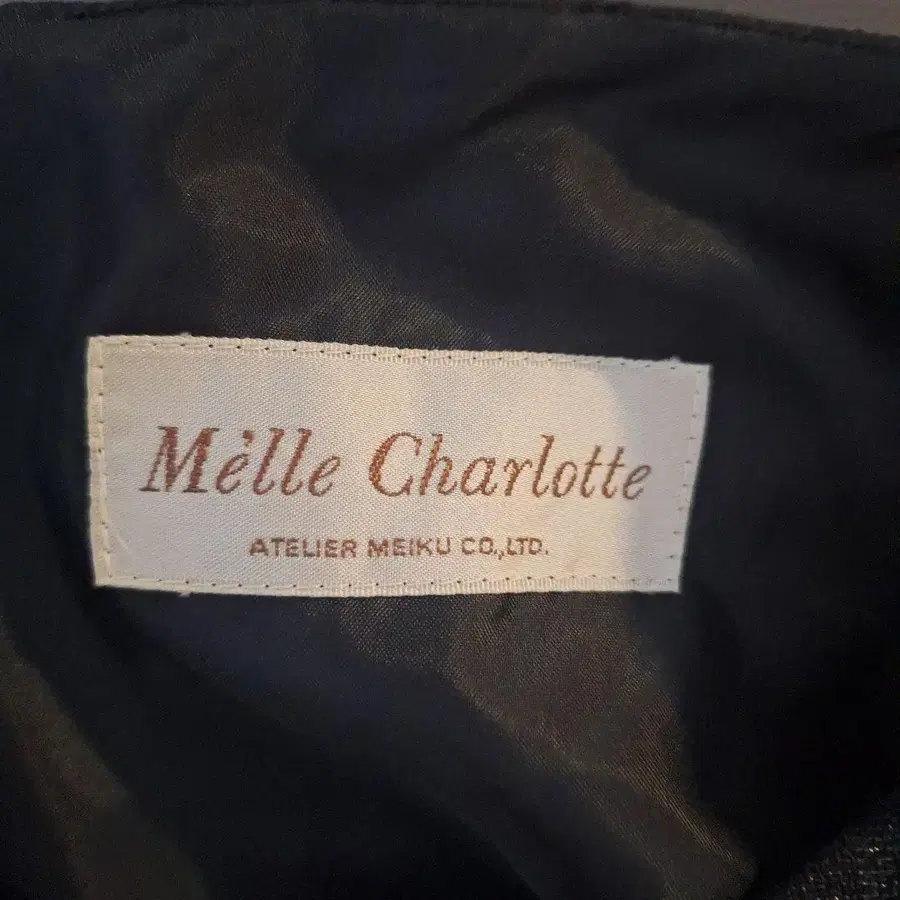 Mèlle Charlotte
ATELIER MEIKU CO.,LTD.